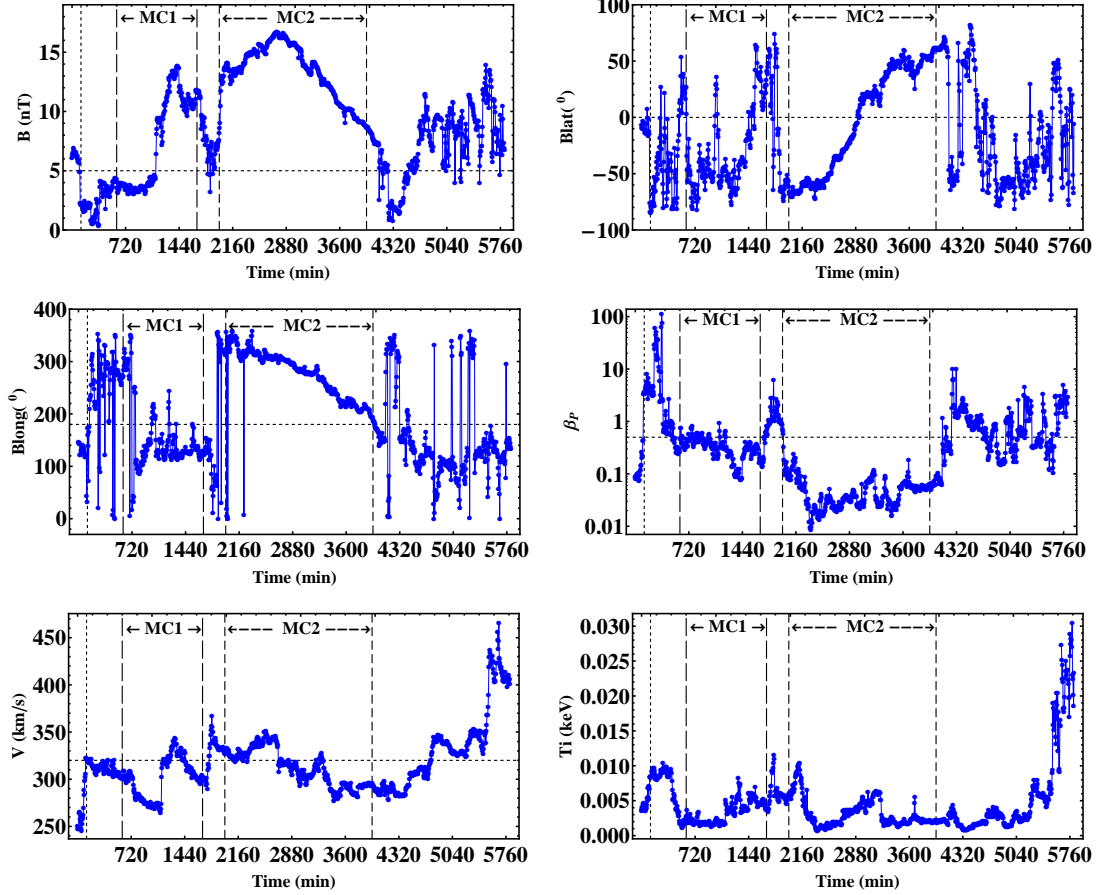 ← MC1 → ←--- MC2 ---→
B (nT)
15
10
5
0
720 1440 2160 2880 3600 4320 5040 5760
Time (min)
← MC1 → ←--- MC2 ---→
Blat(⁰)
100
50
0
−50
−100
720 1440 2160 2880 3600 4320 5040 5760
Time (min)
← MC1 → ←--- MC2 ---→
Blong(⁰)
400
300
200
100
0
720 1440 2160 2880 3600 4320 5040 5760
Time (min)
← MC1 → ←--- MC2 ---→
βP
100
10
1
0.1
0.01
720 1440 2160 2880 3600 4320 5040 5760
Time (min)
← MC1 → ←--- MC2 ---→
V (km/s)
450
400
350
300
250
720 1440 2160 2880 3600 4320 5040 5760
Time (min)
← MC1 → ←--- MC2 ---→
Ti (keV)
0.030
0.025
0.020
0.015
0.010
0.005
0.000
720 1440 2160 2880 3600 4320 5040 5760
Time (min)